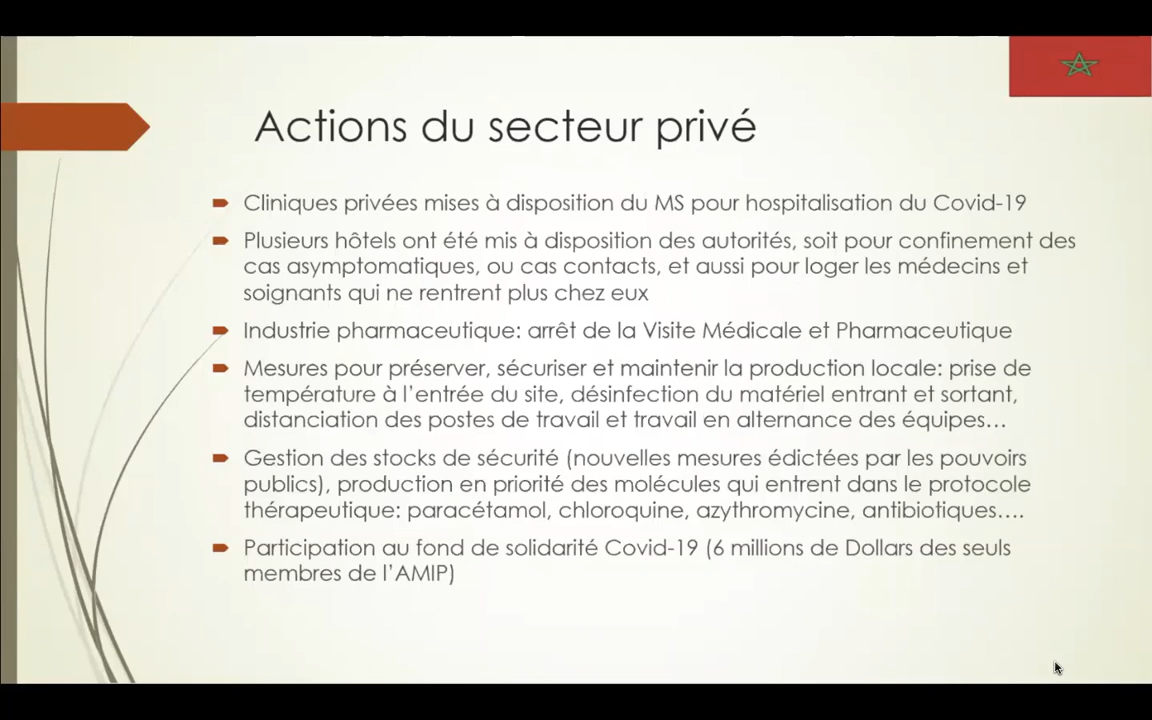 Actions du secteur privé
Cliniques privées mises à disposition du MS pour hospitalisation du Covid-19
Plusieurs hôtels ont été mis à disposition des autorités, soit pour confinement des
cas asymptomatiques, ou cas contacts, et aussi pour loger les médecins et
soignants qui ne rentrent plus chez eux
Industrie pharmaceutique: arrêt de la Visite Médicale et Pharmaceutique
Mesures pour préserver, sécuriser et maintenir la production locale: prise de
température à l'entrée du site, désinfection du matériel entrant et sortant,
distanciation des postes de travail et travail en alternance des équipes…
Gestion des stocks de sécurité (nouvelles mesures édictées par les pouvoirs
publics), production en priorité des molécules qui entrent dans le protocole
thérapeutique: paracétamol, chloroquine, azythromycine, antibiotiques….
Participation au fond de solidarité Covid-19 (6 millions de Dollars des seuls
membres de l'AMIP)